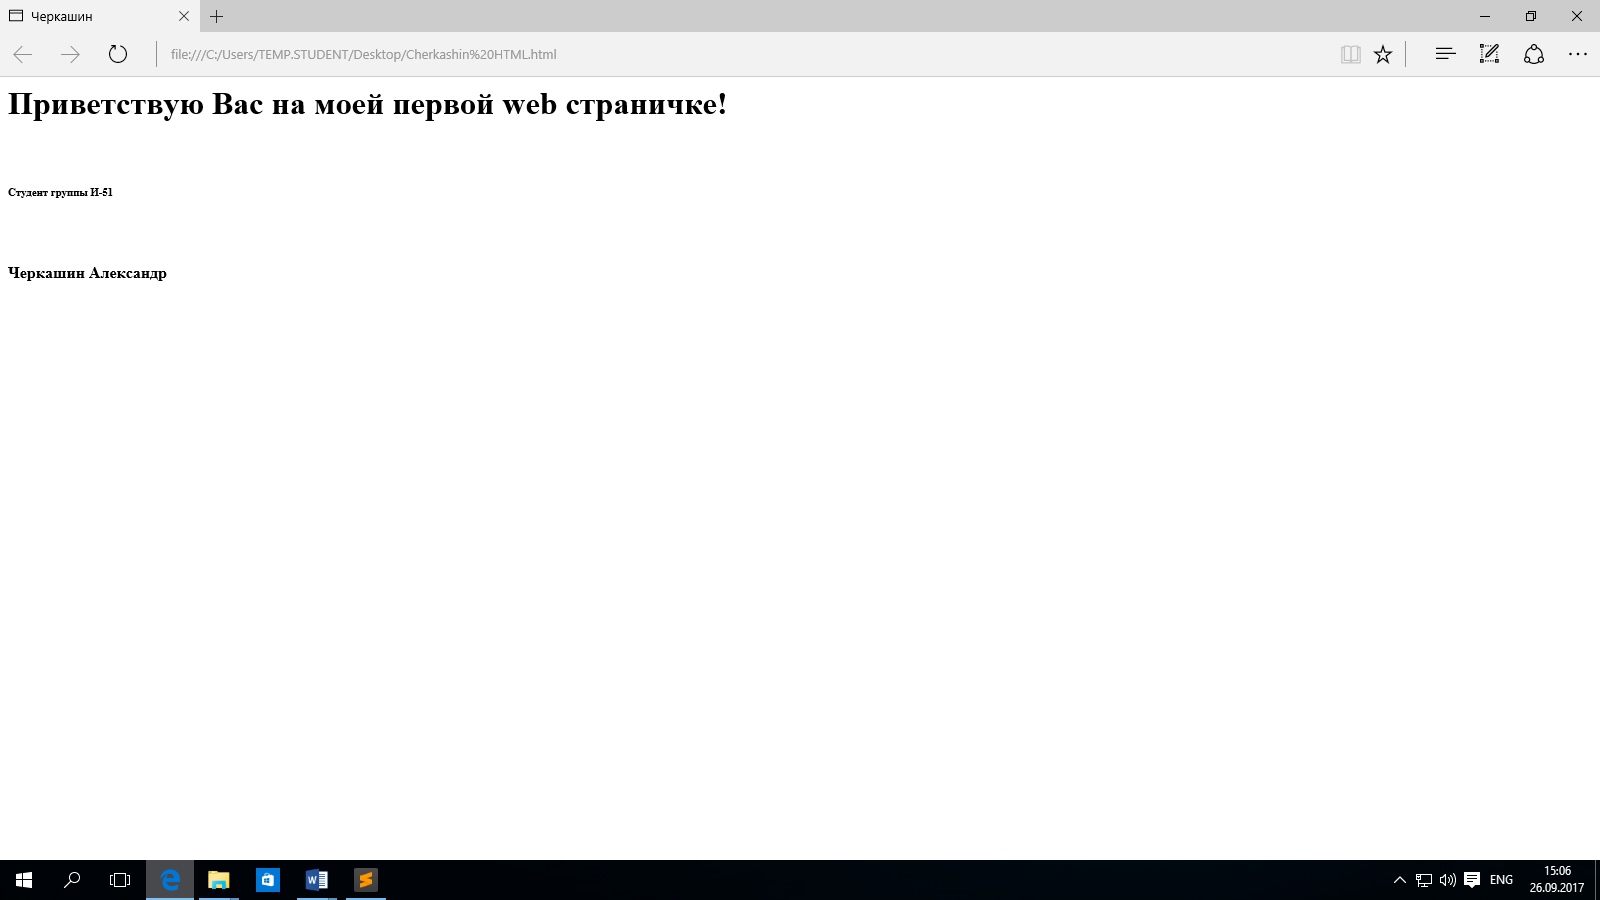 Черкашин
file:///C:/Users/TEMP.STUDENT/Desktop/Cherkashin%20HTML.html
Приветствую Вас на моей первой web страничке!
Студент группы И-51
Черкашин Александр
ENG
15:06
26.09.2017